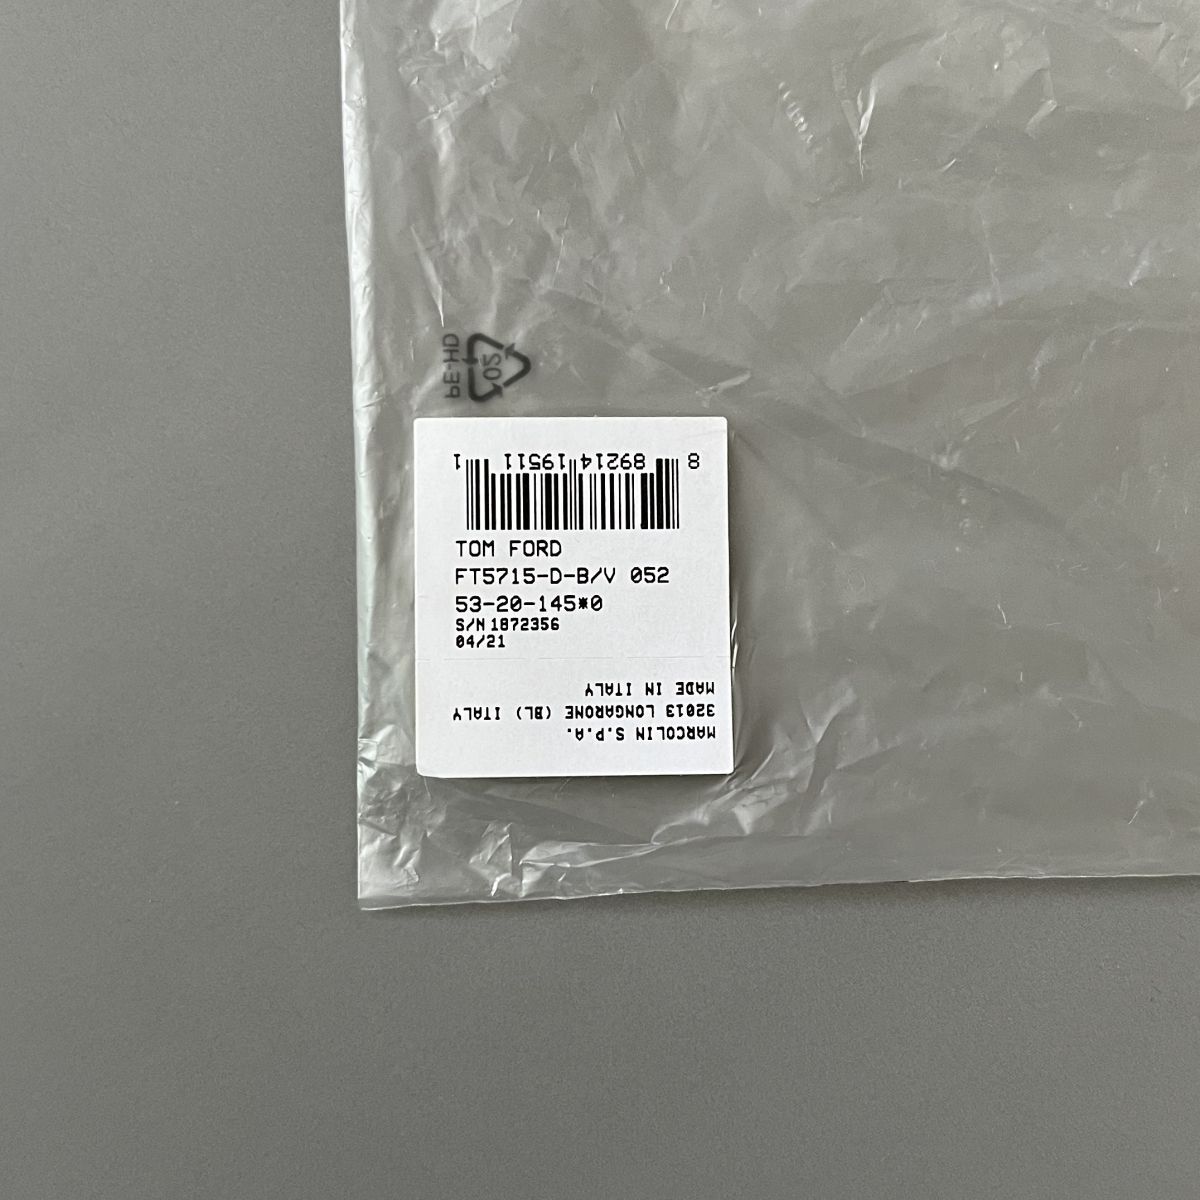 PE-HD
02
8 89214 19511 1
TOM FORD
FT5715-D-B/V 052
53-20-145*0
S/N 1872356
04/21
MARCOLIN S.P.A.
32013 LONGARONE (BL) ITALY
MADE IN ITALY